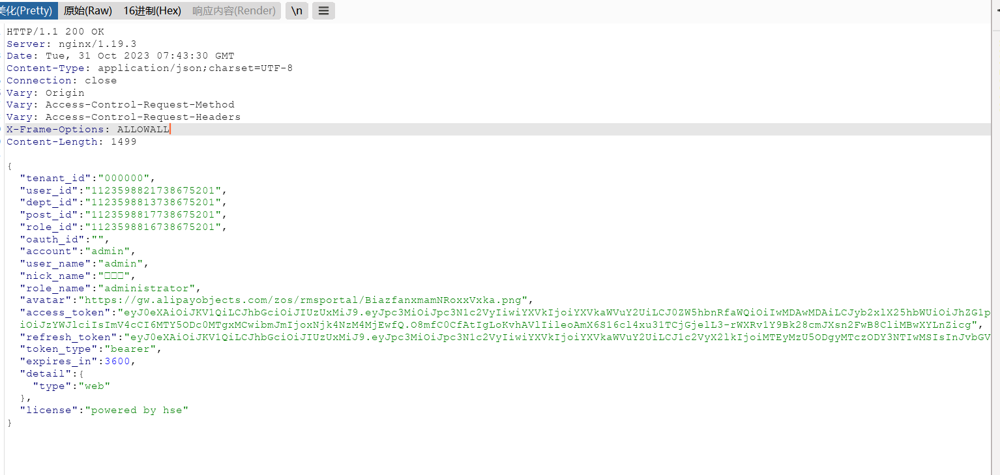 美化(Pretty) 原始(Raw) 16进制(Hex) 响应内容(Render) \n
HTTP/1.1 200 OK
Server: nginx/1.19.3
Date: Tue, 31 Oct 2023 07:43:30 GMT
Content-Type: application/json;charset=UTF-8
Connection: close
Vary: Origin
Vary: Access-Control-Request-Method
Vary: Access-Control-Request-Headers
X-Frame-Options: ALLOWALL
Content-Length: 1499
{
"tenant_id":"000000",
"user_id":"1123598821738675201",
"dept_id":"1123598813738675201",
"post_id":"1123598817738675201",
"role_id":"1123598816738675201",
"oauth_id":"",
"account":"admin",
"user_name":"admin",
"nick_name":"□□□",
"role_name":"administrator",
"avatar":"https://gw.alipayobjects.com/zos/rmsportal/BiazfanxmamNRoxxVxka.png",
"access_token":"eyJ0eXAiOiJKV1QiLCJhbGciOiJIUzUxMiJ9.eyJpc3MiOiJpc3N1c2VyIiwiYXVkIjoiYXVkaWVuY2UiLCJ0ZW5hbnRfaWQiOiIwMDAwMDAiLCJyb2xlX25hbWUiOiJhZG1p
iOiJzYWJlciIsImV4cCI6MTY5ODc0MTgxMCwibmJmIjoxNjk4NzM4MjEwfQ.O8mfC0CfAtIgLoKvhAVlIileoAmX6S16cl4xu31TCjGjelL3-rWXRv1Y9Bk28cmJXsn2FwB8CliMBwXYLnZicg",
"refresh_token":"eyJ0eXAiOiJKV1QiLCJhbGciOiJIUzUxMiJ9.eyJpc3MiOiJpc3N1c2VyIiwiYXVkIjoiYXVkaWVuY2UiLCJ1c2VyX2lkIjoiMTEyMzU5ODgyMTczODY3NTIwMSIsInJvbGV
"token_type":"bearer",
"expires_in":3600,
"detail":{
"type":"web"
},
"license":"powered by hse"
}